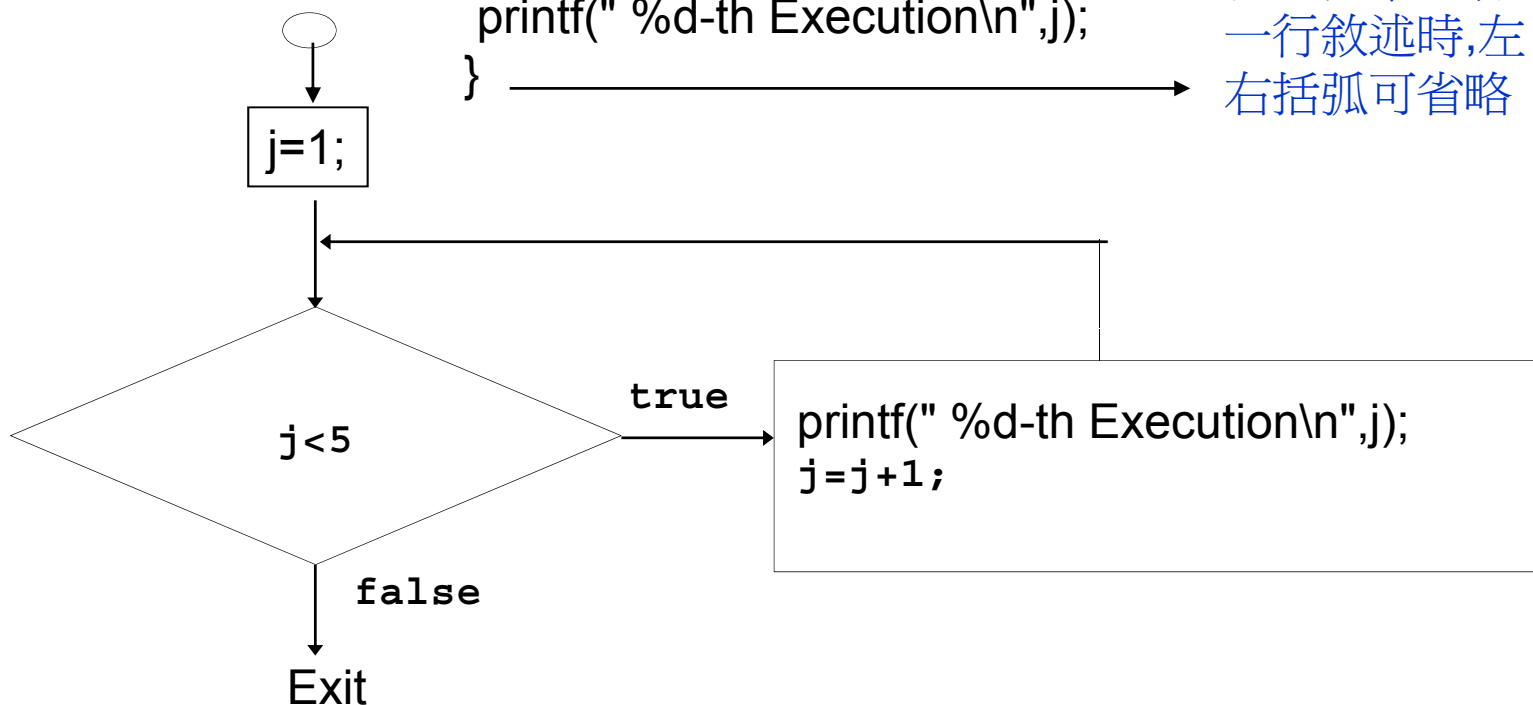 printf(" %d-th Execution\n",j);
}
一行敘述時,左
右括弧可省略
j=1;
j<5
true
printf(" %d-th Execution\n",j);
j=j+1;
false
Exit